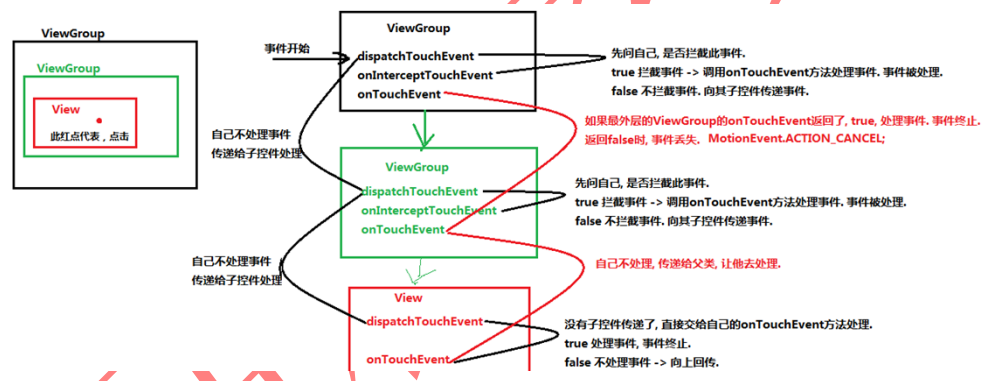 ViewGroup
ViewGroup
View
此红点代表，点击
事件开始
ViewGroup
dispatchTouchEvent
onInterceptTouchEvent
onTouchEvent
先问自己, 是否拦截此事件.
true 拦截事件 -> 调用onTouchEvent方法处理事件. 事件被处理.
false 不拦截事件. 向其子控件传递事件.
如果最外层的ViewGroup的onTouchEvent返回了, true, 处理事件. 事件终止.
返回false时, 事件丢失. MotionEvent.ACTION_CANCEL;
自己不处理事件
传递给子控件处理
ViewGroup
dispatchTouchEvent
onInterceptTouchEvent
onTouchEvent
先问自己, 是否拦截此事件.
true 拦截事件 -> 调用onTouchEvent方法处理事件. 事件被处理.
false 不拦截事件. 向其子控件传递事件.
自己不处理, 传递给父类, 让他去处理.
自己不处理事件
传递给子控件处理
View
dispatchTouchEvent
onTouchEvent
没有子控件传递了, 直接交给自己的onTouchEvent方法处理.
true 处理事件, 事件终止.
false 不处理事件 -> 向上回传.